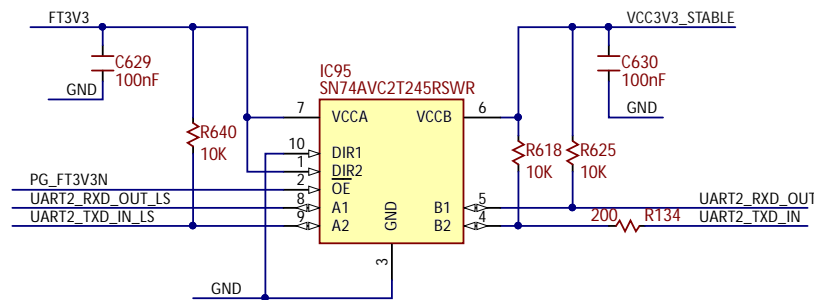 FT3V3
VCC3V3_STABLE
C629
100nF
GND
IC95
SN74AVC2T245RSWR
C630
100nF
GND
7
VCCA
VCCB
6
R640
10K
R618
10K
R625
10K
10
DIR1
1
DIR2
PG_FT3V3N
2
OE
UART2_RXD_OUT_LS
8
A1
B1
5
UART2_RXD_OUT
UART2_TXD_IN_LS
9
A2
B2
4
200
R134
UART2_TXD_IN
GND
3
GND